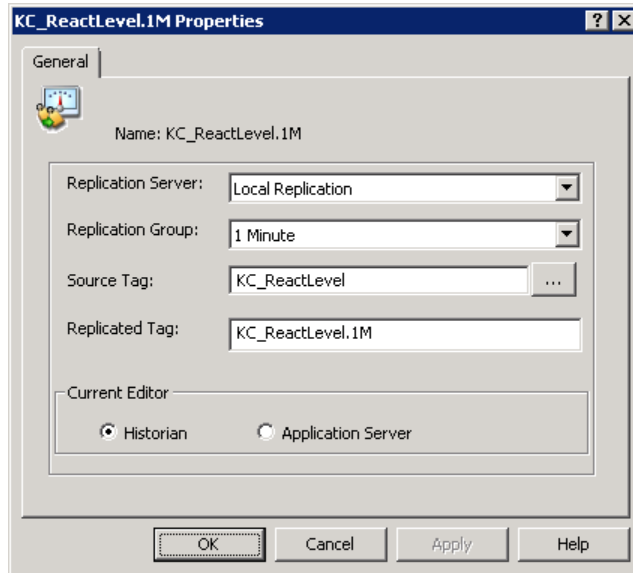 KC_ReactLevel.1M Properties
General
Name: KC_ReactLevel.1M
Replication Server: Local Replication
Replication Group: 1 Minute
Source Tag: KC_ReactLevel ...
Replicated Tag: KC_ReactLevel.1M
Current Editor
Historian Application Server
OK Cancel Apply Help